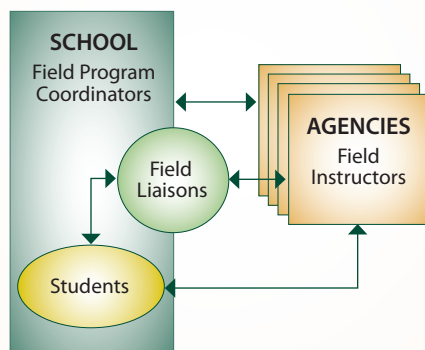 SCHOOL
Field Program
Coordinators
AGENCIES
Field
Instructors
Field
Liaisons
Students